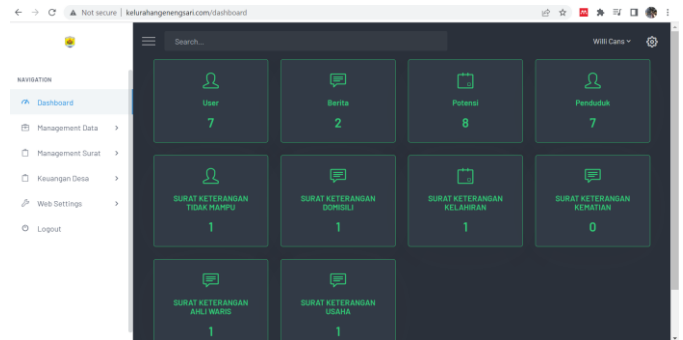 Not secure | kelurahangenengsari.com/dashboard
Search...
Willi Cans
NAVIGATION
Dashboard
Management Data
Management Surat
Keuangan Desa
Web Settings
Logout
User
7
Berita
2
Potensi
8
Penduduk
7
SURAT KETERANGAN
TIDAK MAMPU
1
SURAT KETERANGAN
DOMISILI
1
SURAT KETERANGAN
KELAHIRAN
1
SURAT KETERANGAN
KEMATIAN
0
SURAT KETERANGAN
AHLI WARIS
1
SURAT KETERANGAN
USAHA
1